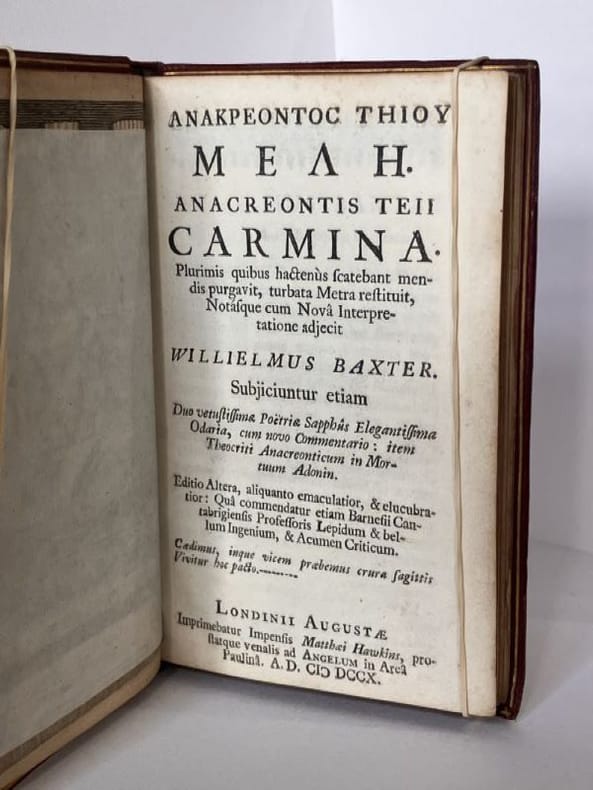 ΑΝΑΚΡΕΟΝΤΟC ΤΗΙΟΥ
ΜΕΛΗ.
ANACREONTIS TEII
CARMINA.
Plurimis quibus hactenùs ſcatebant men-
dis purgavit, turbata Metra reſtituit,
Notáſque cum Novâ Interpre-
tatione adjecit
WILLIELMUS BAXTER.
Subjiciuntur etiam
Duo vetuſtiſſimæ Poëtriæ Sapphûs Elegantiſſima
Odaria, cum novo Commentario : item
Theocriti Anacreonticum in Mor-
tuum Adonin.
Editio Altera, aliquanto emaculatior, & elucubra-
tior : Quâ commendatur etiam Barneſii Can-
tabrigienſis Profeſſoris Lepidum & bel-
lum Ingenium, & Acumen Criticum.
Cædimus, inque vicem præbemus crura ſagittis
Vivitur hoc pacto.
LONDINII AUGUSTÆ
Imprimebatur Impenſis Matthæi Hawkins, pro-
ſtatque venalis ad ANGELUM in Areâ
Paulinâ. A. D. CIↃ DCCX.